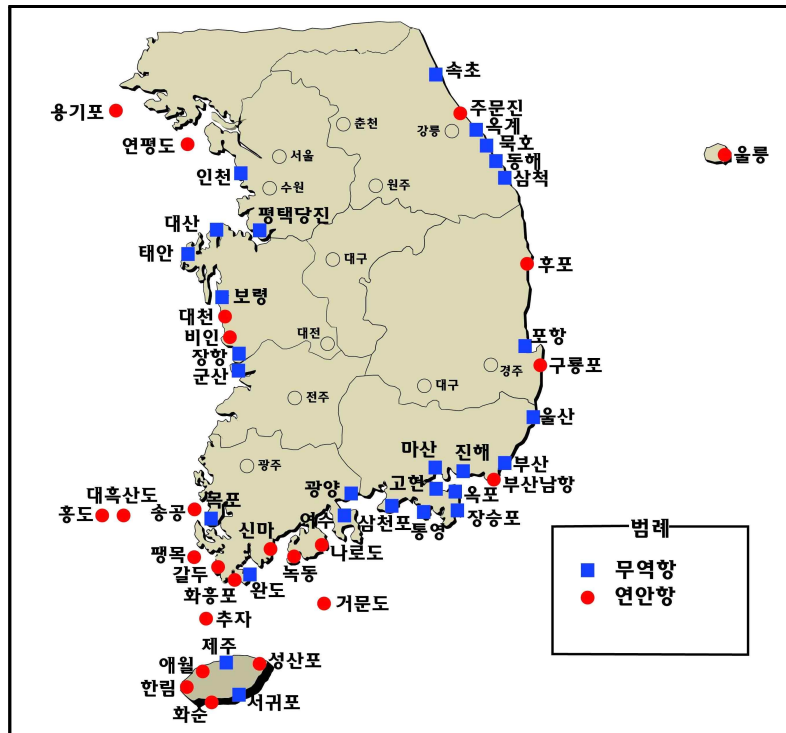 속초
용기포
주문진
춘천
강릉
옥계
연평도
묵호
서울
동해
울릉
인천
삼척
수원
원주
대산
평택당진
태안
대구
후포
보령
대천
비인
대전
포항
장항
구룡포
경주
군산
대구
전주
울산
마산
진해
부산
광주
고현
부산남항
광양
옥포
대흑산도
목포
홍도
송공
여수
삼천포
통영
장승포
신마
범례
팽목
나로도
갈두
녹동
무역항
화흥포
완도
연안항
거문도
추자
제주
성산포
애월
한림
서귀포
화순